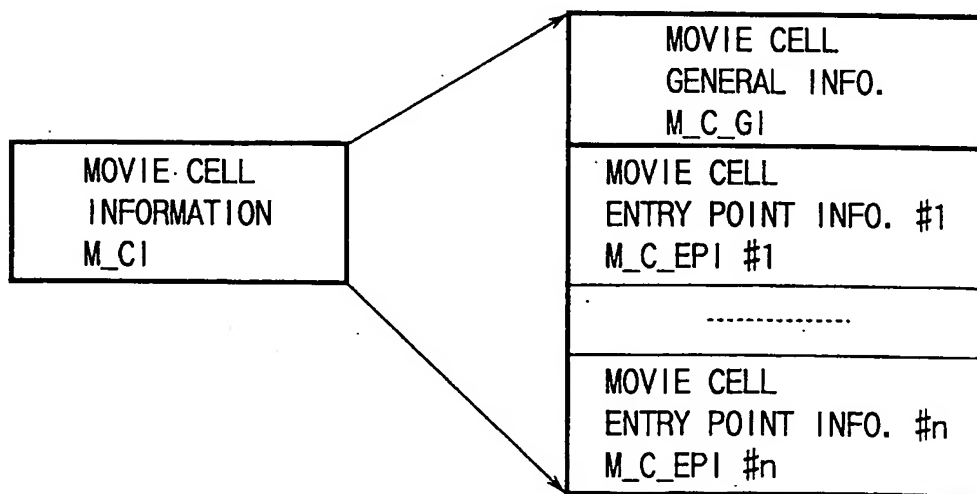 MOVIE CELL
INFORMATION
M_CI
MOVIE CELL
GENERAL INFO.
M_C_GI
MOVIE CELL
ENTRY POINT INFO. #1
M_C_EPI #1
...............
MOVIE CELL
ENTRY POINT INFO. #n
M_C_EPI #n